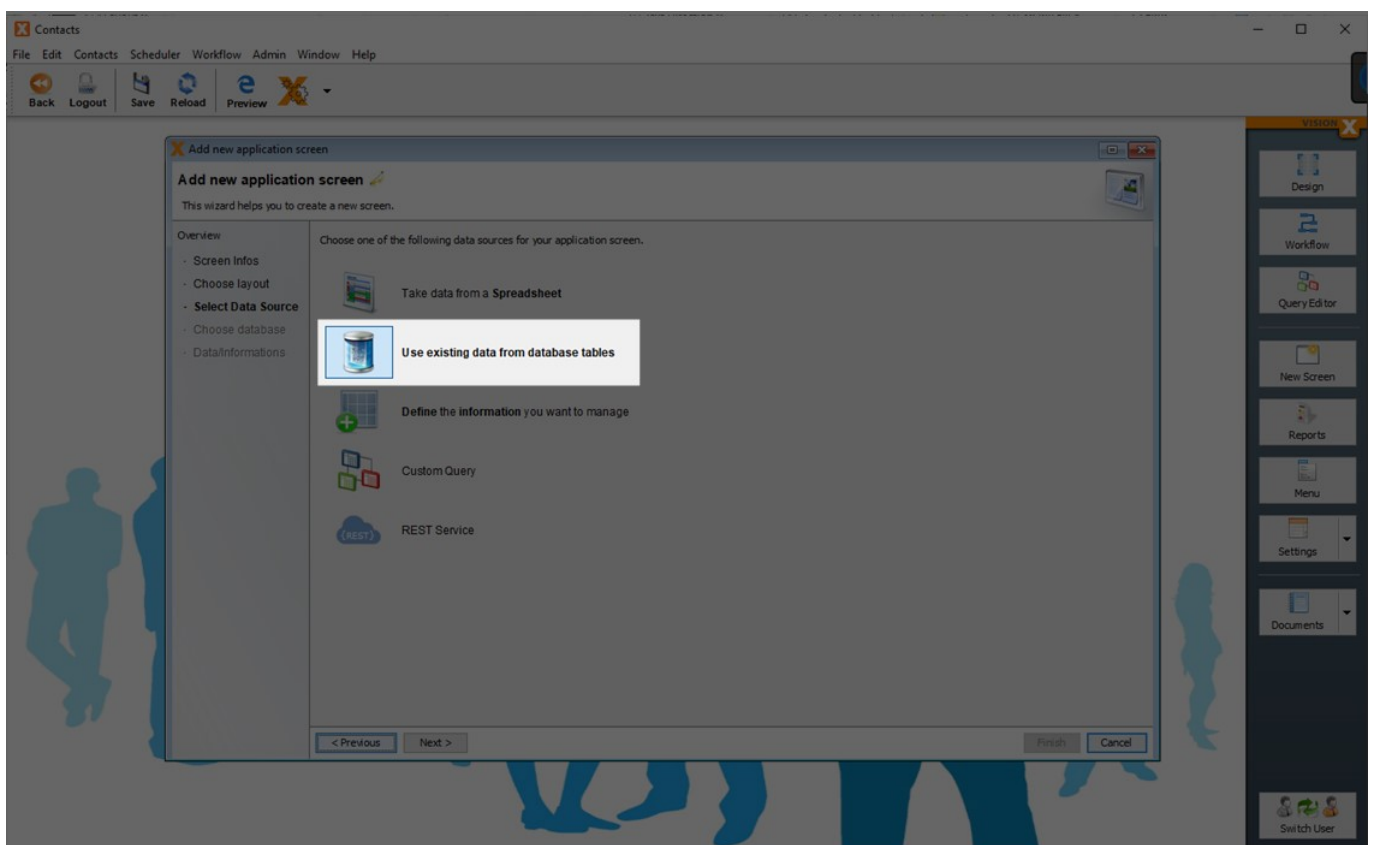 Contacts
File Edit Contacts Scheduler Workflow Admin Window Help
Back Logout Save Reload Preview
VISION
Add new application screen
Add new application screen
This wizard helps you to create a new screen.
Overview
Screen Infos
Choose layout
Select Data Source
Choose database
Data/Informations
Choose one of the following data sources for your application screen.
Take data from a Spreadsheet
Use existing data from database tables
Define the information you want to manage
Custom Query
{REST} REST Service
< Previous Next > Finish Cancel
Design
Workflow
Query Editor
New Screen
Reports
Menu
Settings
Documents
Switch User